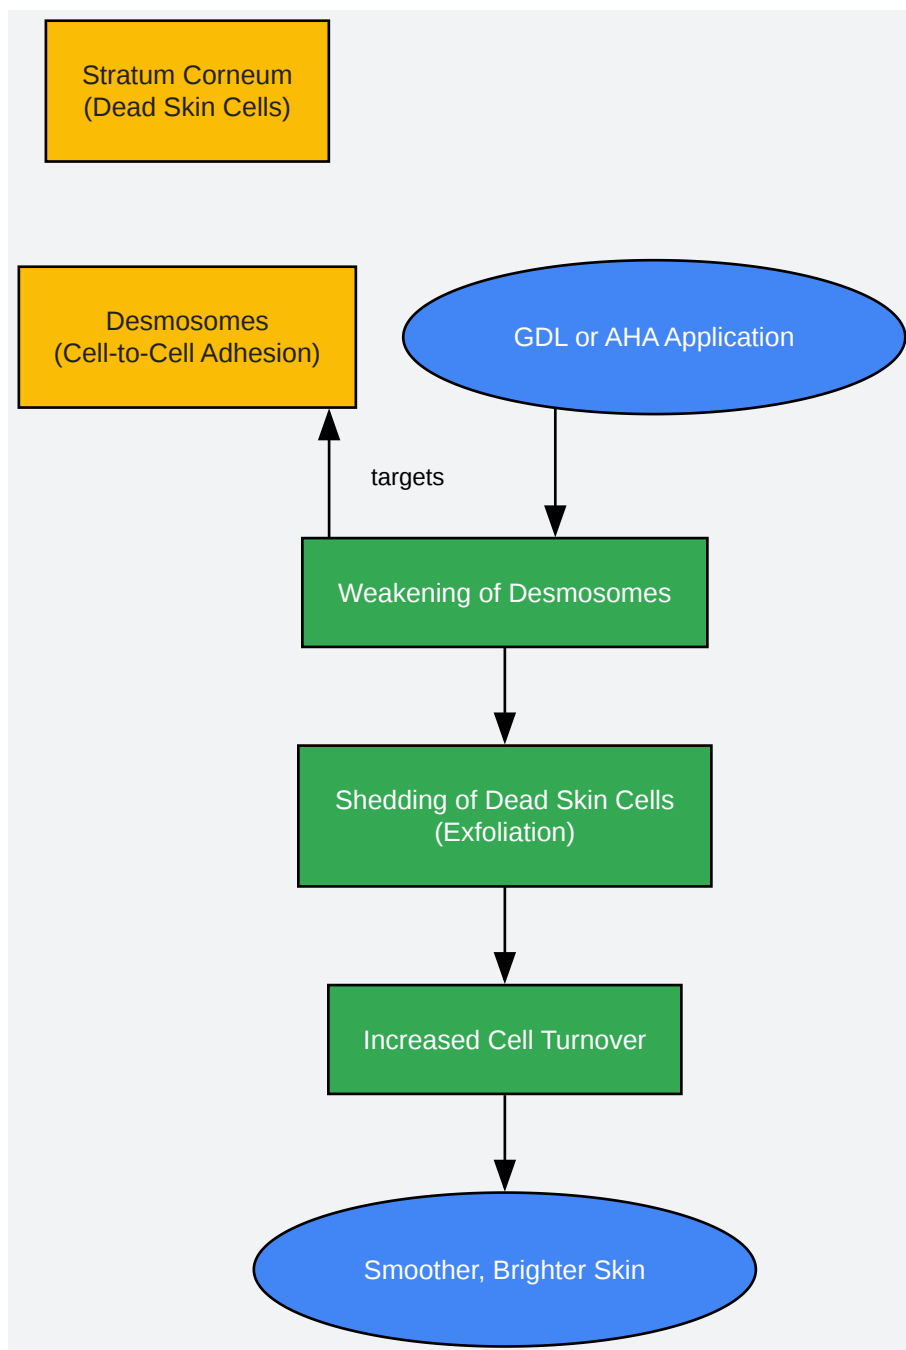 Stratum Corneum
(Dead Skin Cells)
Desmosomes
(Cell-to-Cell Adhesion)
GDL or AHA Application
targets
Weakening of Desmosomes
Shedding of Dead Skin Cells
(Exfoliation)
Increased Cell Turnover
Smoother, Brighter Skin